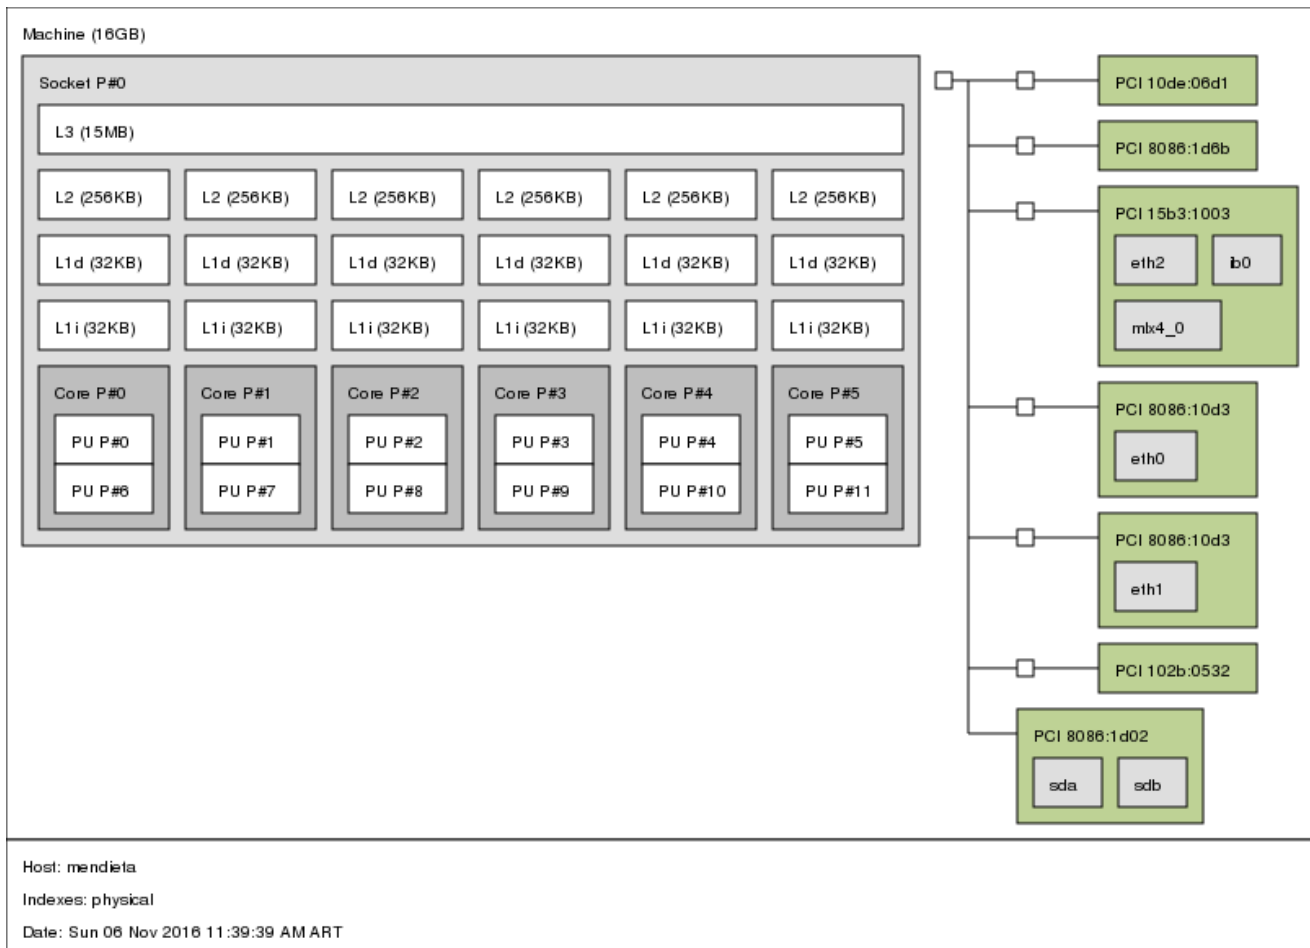 Machine (16GB)
Socket P#0
L3 (15MB)
L2 (256KB) L2 (256KB) L2 (256KB) L2 (256KB) L2 (256KB) L2 (256KB)
L1d (32KB) L1d (32KB) L1d (32KB) L1d (32KB) L1d (32KB) L1d (32KB)
L1i (32KB) L1i (32KB) L1i (32KB) L1i (32KB) L1i (32KB) L1i (32KB)
Core P#0 Core P#1 Core P#2 Core P#3 Core P#4 Core P#5
PU P#0 PU P#1 PU P#2 PU P#3 PU P#4 PU P#5
PU P#6 PU P#7 PU P#8 PU P#9 PU P#10 PU P#11
PCI 10de:06d1
PCI 8086:1d6b
PCI 15b3:1003
eth2 ib0
mlx4_0
PCI 8086:10d3
eth0
PCI 8086:10d3
eth1
PCI 102b:0532
PCI 8086:1d02
sda sdb
Host: mendieta
Indexes: physical
Date: Sun 06 Nov 2016 11:39:39 AM ART